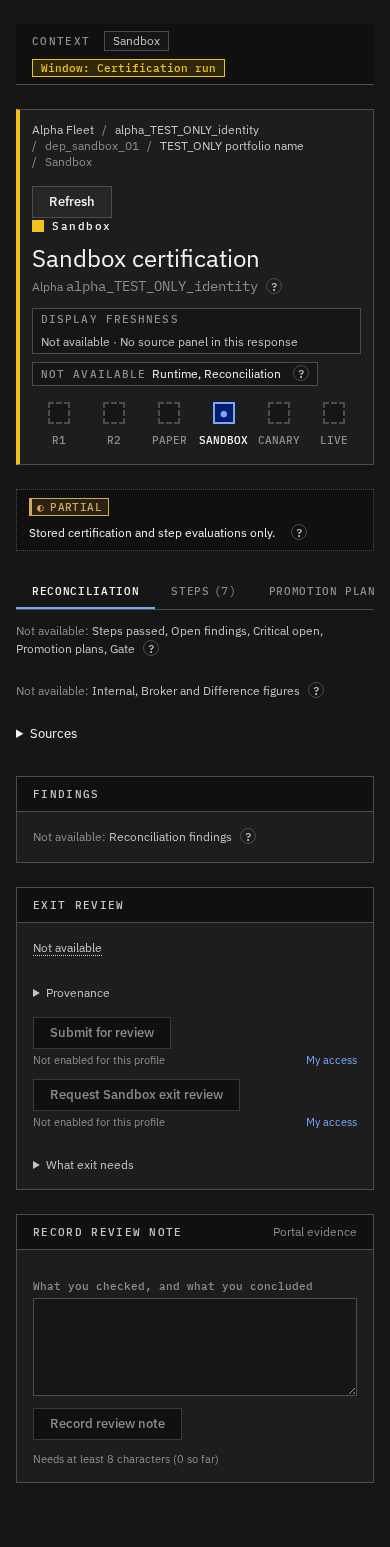 CONTEXT Sandbox
Window: Certification run
Alpha Fleet / alpha_TEST_ONLY_identity
/ dep_sandbox_01 / TEST_ONLY portfolio name
/ Sandbox
Refresh
Sandbox
Sandbox certification
Alpha alpha_TEST_ONLY_identity ?
DISPLAY FRESHNESS
Not available · No source panel in this response
NOT AVAILABLE Runtime, Reconciliation ?
R1 R2 PAPER SANDBOX CANARY LIVE
◐ PARTIAL
Stored certification and step evaluations only. ?
RECONCILIATION STEPS (7) PROMOTION PLAN
Not available: Steps passed, Open findings, Critical open,
Promotion plans, Gate ?
Not available: Internal, Broker and Difference figures ?
▶ Sources
FINDINGS
Not available: Reconciliation findings ?
EXIT REVIEW
Not available
▶ Provenance
Submit for review
Not enabled for this profile My access
Request Sandbox exit review
Not enabled for this profile My access
▶ What exit needs
RECORD REVIEW NOTE Portal evidence
What you checked, and what you concluded
Record review note
Needs at least 8 characters (0 so far)